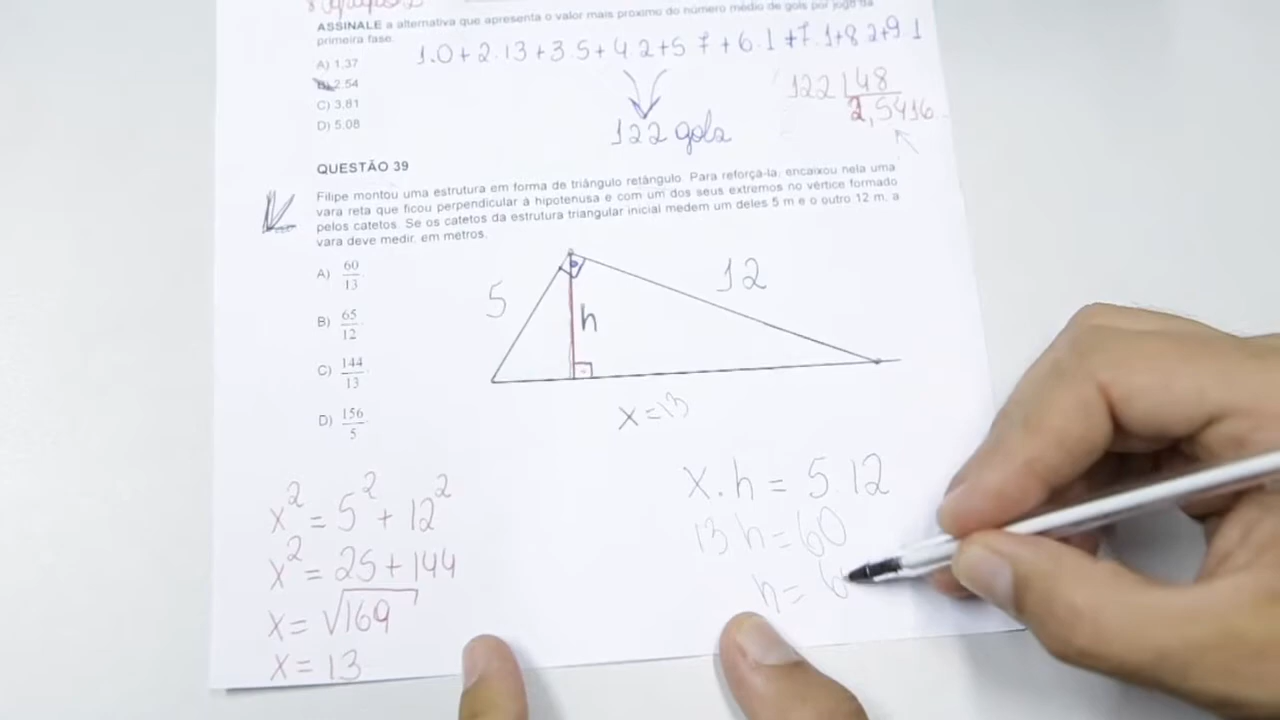 ASSINALE a alternativa que apresenta o valor mais proximo do número médio de gols por jogo da
primeira fase.
1.0+2.13+3.5+4.2+5.7+6.1+7.1+8.2+9.1
A) 1,37
B) 2,54
C) 3,81
D) 5,08
122 gols
122 48
2,5416
QUESTÃO 39
Filipe montou uma estrutura em forma de triângulo retângulo. Para reforçá-la, encaixou nela uma
vara reta que ficou perpendicular à hipotenusa e com um dos seus extremos no vértice formado
pelos catetos. Se os catetos da estrutura triangular inicial medem um deles 5 m e o outro 12 m, a
vara deve medir, em metros,
A) 60/13
B) 65/12
C) 144/13
D) 156/5
5
12
h
x=13
x² = 5² + 12²
x² = 25 + 144
x = √169
x = 13
x.h = 5.12
13h = 60
h = 6